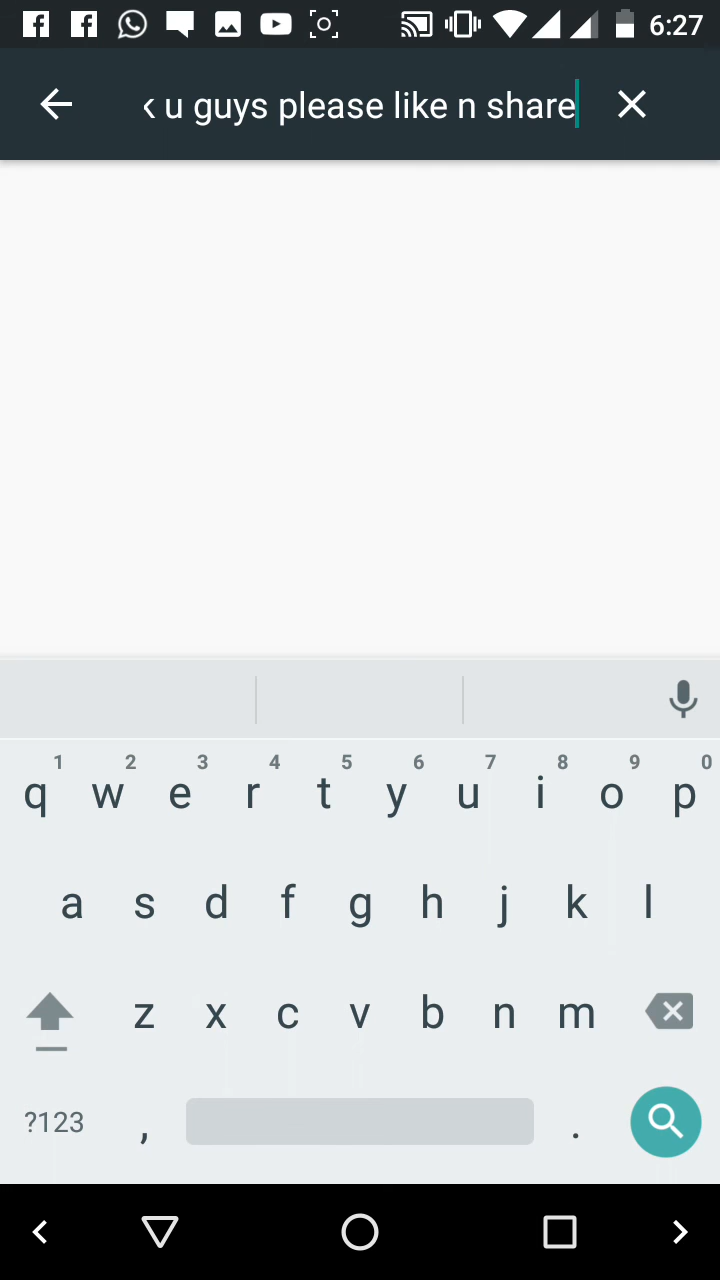 6:27
u guys please like n share
1 2 3 4 5 6 7 8 9 0
q w e r t y u i o p
a s d f g h j k l
z x c v b n m
?123 , .